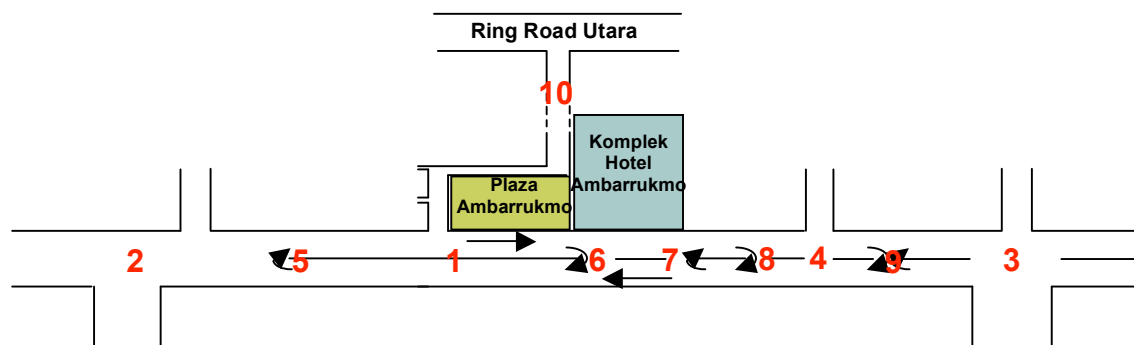 Ring Road Utara
10
Komplek
Hotel
Ambarrukmo
Plaza
Ambarrukmo
2 5 1 6 7 8 4 9 3